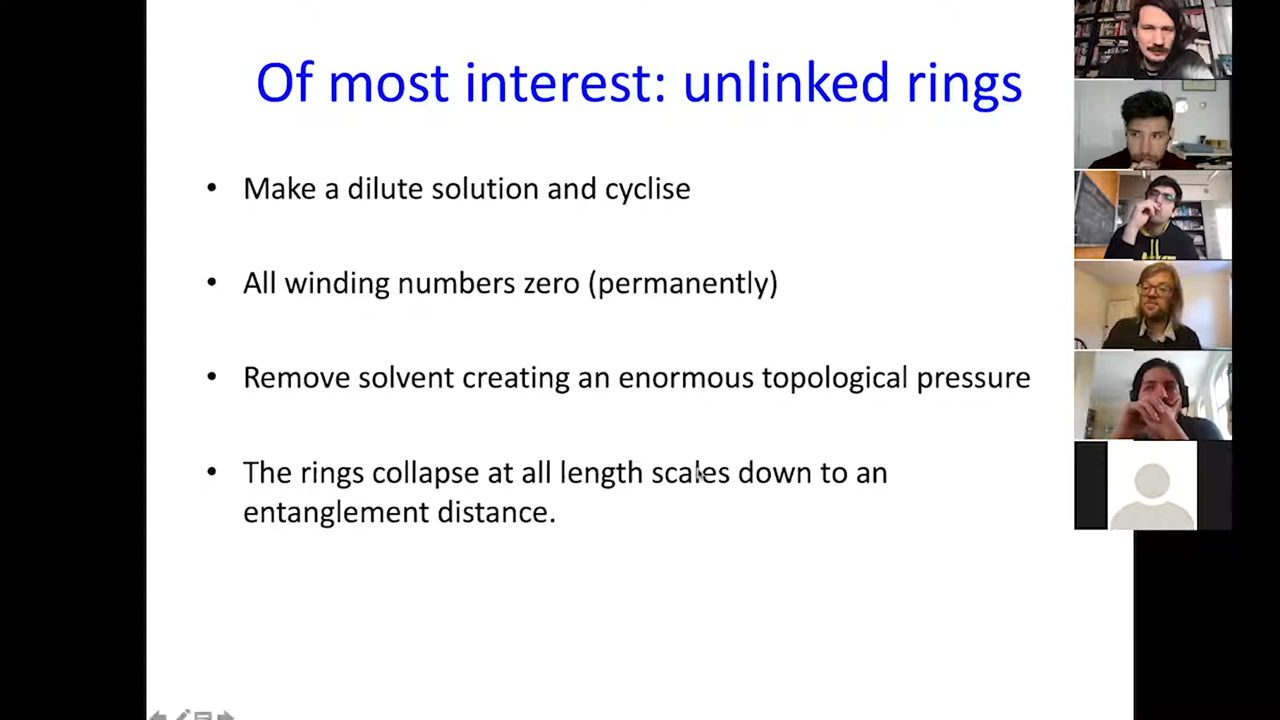 Of most interest: unlinked rings
• Make a dilute solution and cyclise
• All winding numbers zero (permanently)
• Remove solvent creating an enormous topological pressure
• The rings collapse at all length scales down to an
entanglement distance.